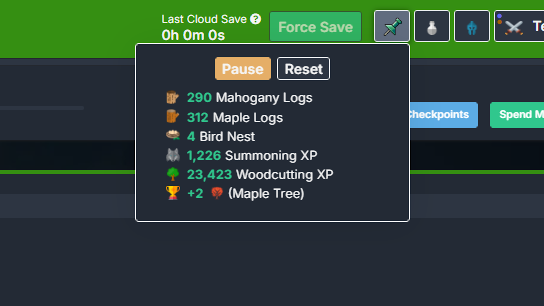 Last Cloud Save ?
0h 0m 0s
Force Save
Te
Pause
Reset
290 Mahogany Logs
312 Maple Logs
4 Bird Nest
1,226 Summoning XP
23,423 Woodcutting XP
+2 (Maple Tree)
Checkpoints
Spend M